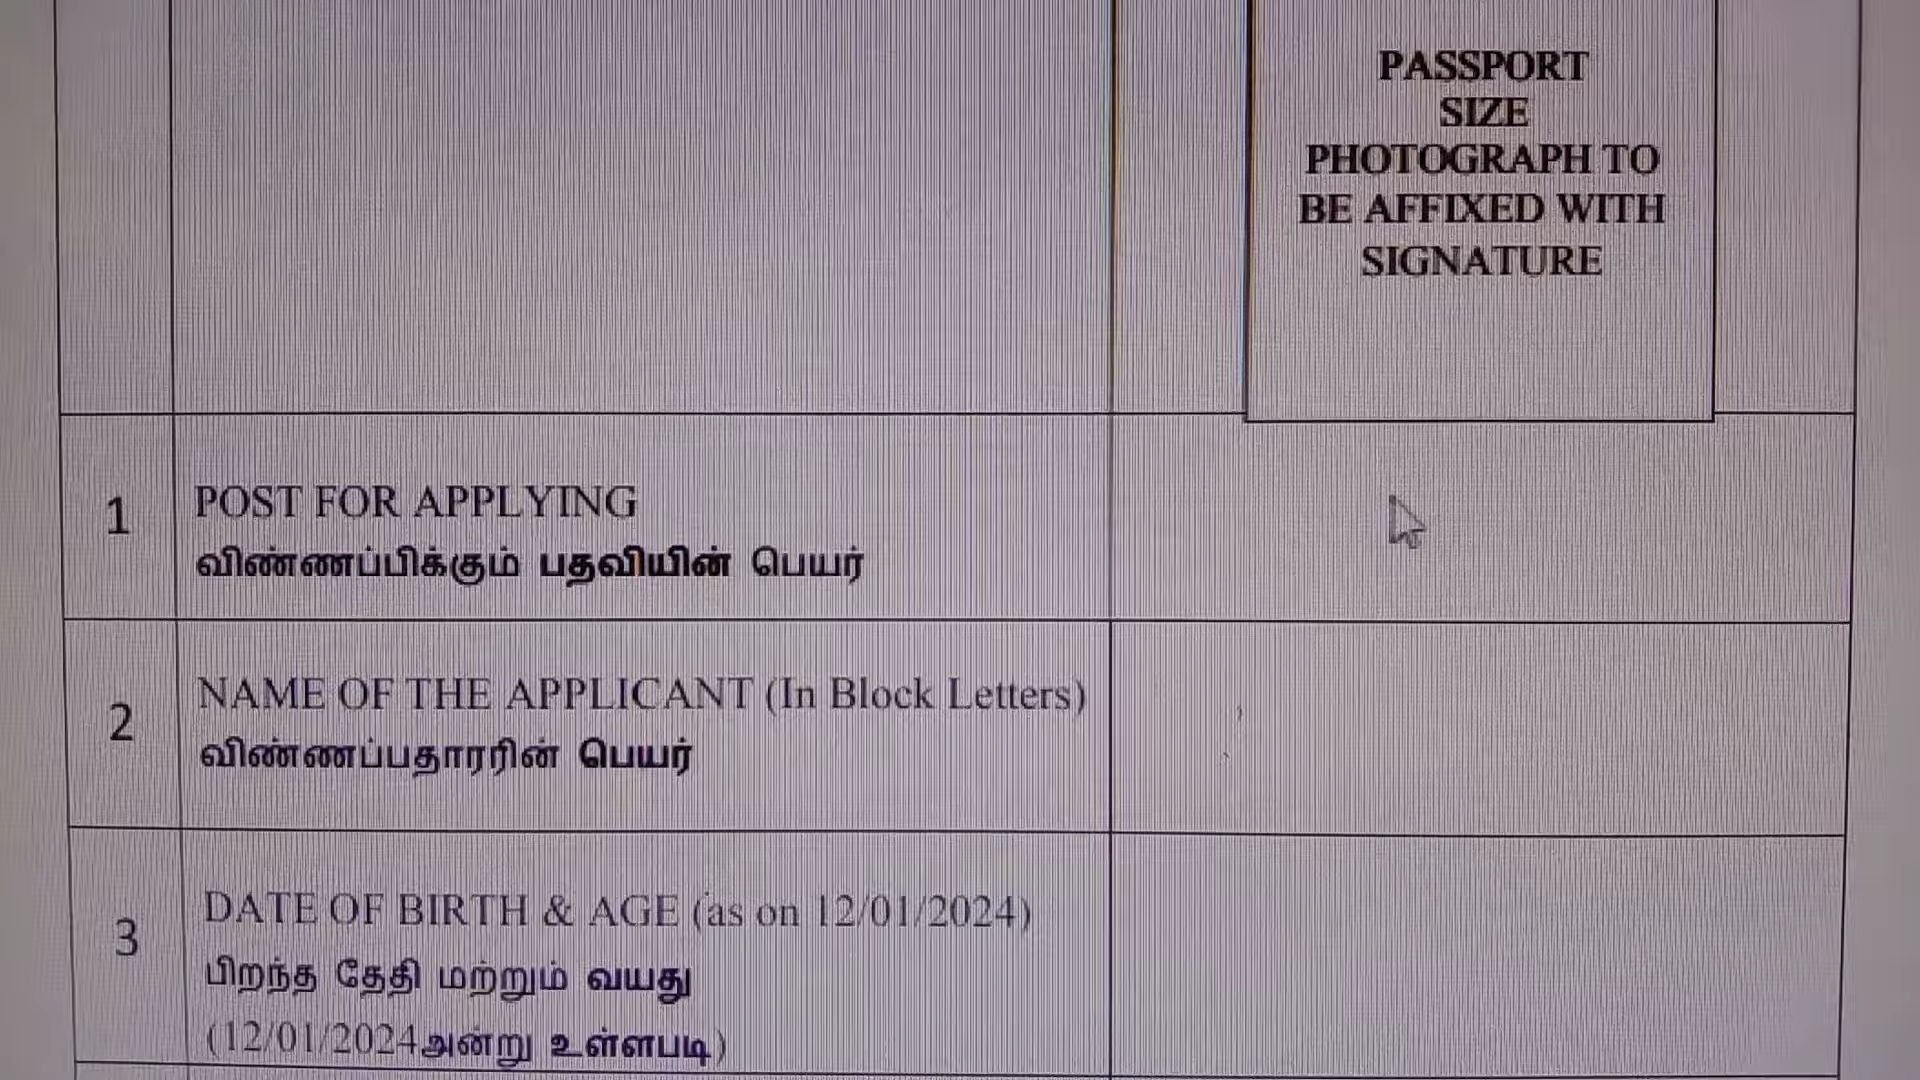 PASSPORT
SIZE
PHOTOGRAPH TO
BE AFFIXED WITH
SIGNATURE
1
POST FOR APPLYING
விண்ணப்பிக்கும் பதவியின் பெயர்
2
NAME OF THE APPLICANT (In Block Letters)
விண்ணப்பதாரரின் பெயர்
3
DATE OF BIRTH & AGE (as on 12/01/2024)
பிறந்த தேதி மற்றும் வயது
(12/01/2024அன்று உள்ளபடி)